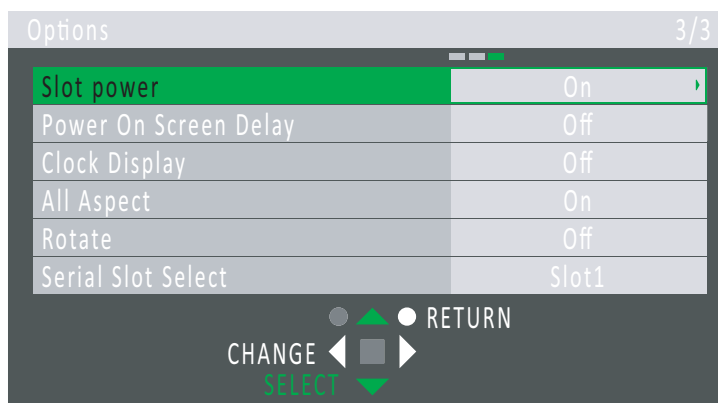 Options 3/3
Slot power On
Power On Screen Delay Off
Clock Display Off
All Aspect On
Rotate Off
Serial Slot Select Slot1
RETURN
CHANGE
SELECT